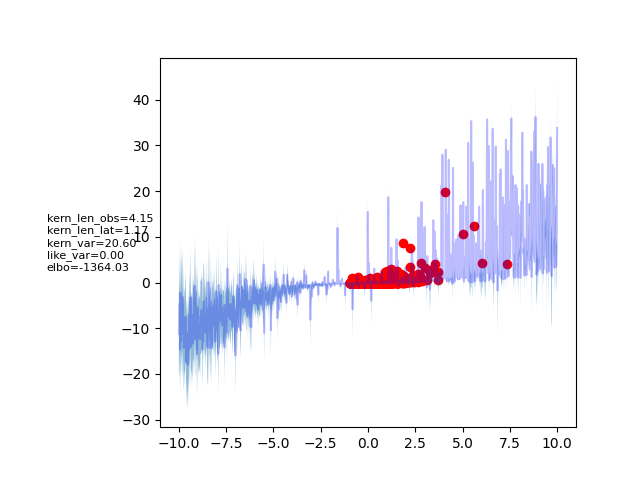 40
30
20
10
0
−10
−20
−30
kern_len_obs=4.15
kern_len_lat=1.17
kern_var=20.60
like_var=0.00
elbo=-1364.03
−10.0 −7.5 −5.0 −2.5 0.0 2.5 5.0 7.5 10.0